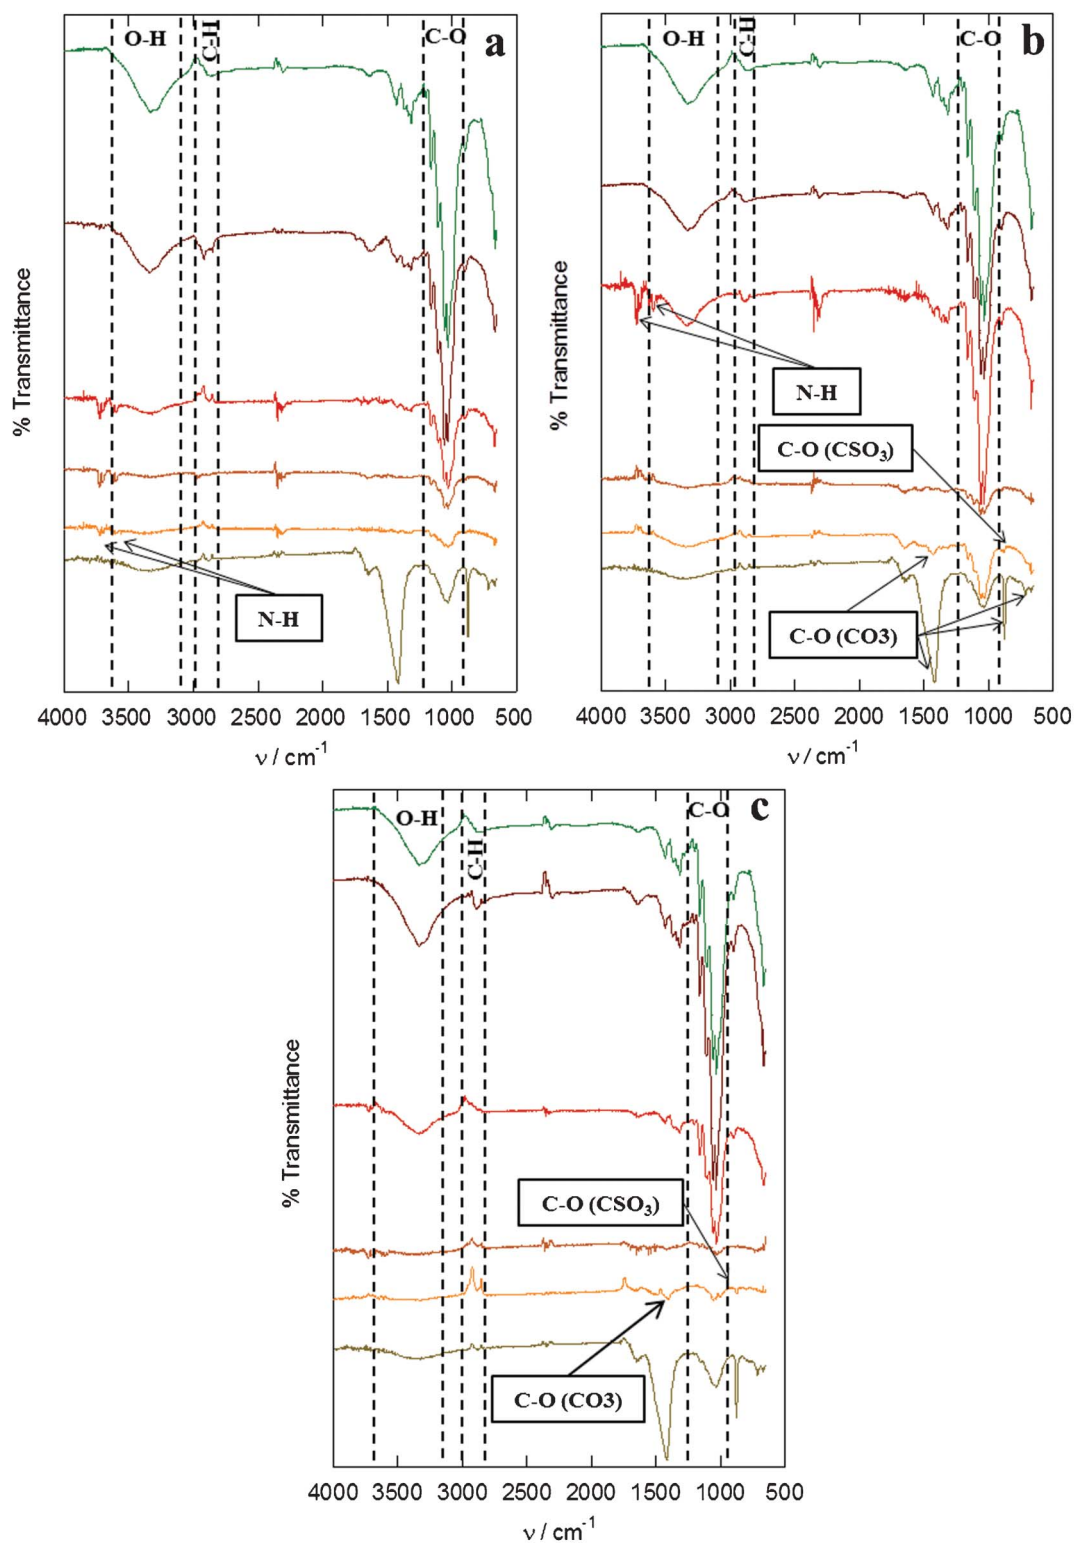 O-H
C-H
C-O
a
% Transmittance
N-H
4000 3500 3000 2500 2000 1500 1000 500
ν / cm-1
O-H
C-H
C-O
b
% Transmittance
N-H
C-O (CSO3)
C-O (CO3)
4000 3500 3000 2500 2000 1500 1000 500
ν / cm-1
O-H
C-H
C-O
c
% Transmittance
C-O (CSO3)
C-O (CO3)
4000 3500 3000 2500 2000 1500 1000 500
ν / cm-1